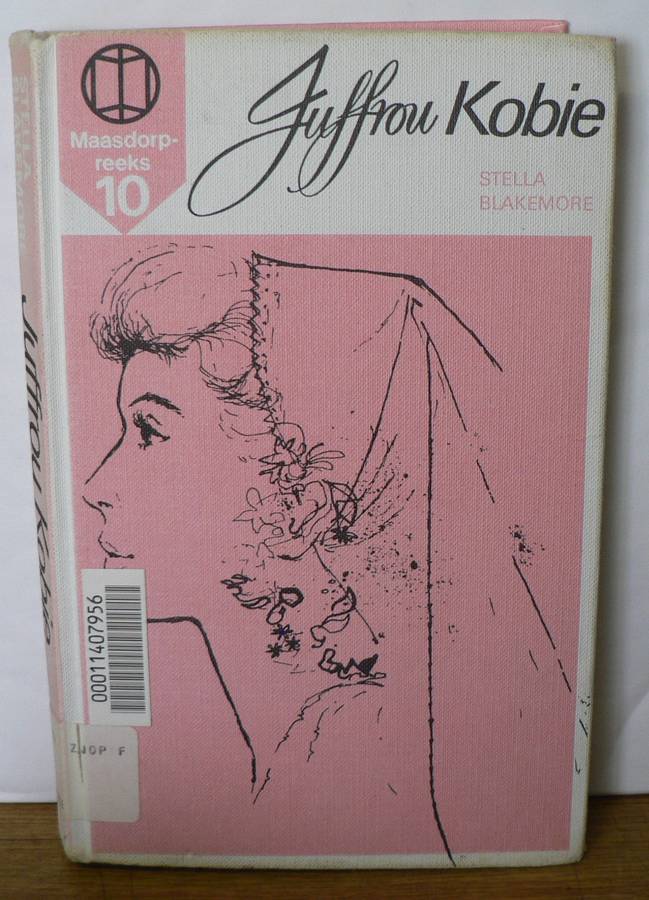 Maasdorp-
reeks
10
Juffrou Kobie
STELLA
BLAKEMORE
Juffrou Kobie
00011407956
ZJOP F